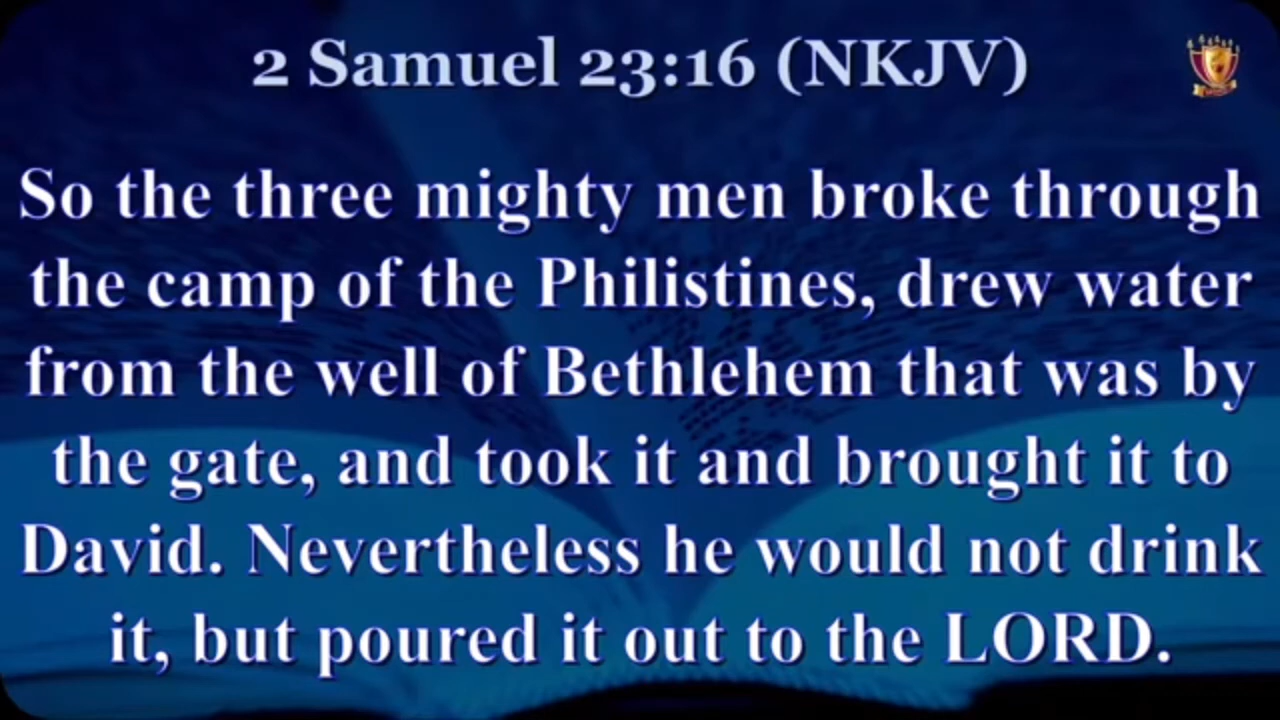 2 Samuel 23:16 (NKJV)
So the three mighty men broke through
the camp of the Philistines, drew water
from the well of Bethlehem that was by
the gate, and took it and brought it to
David. Nevertheless he would not drink
it, but poured it out to the LORD.